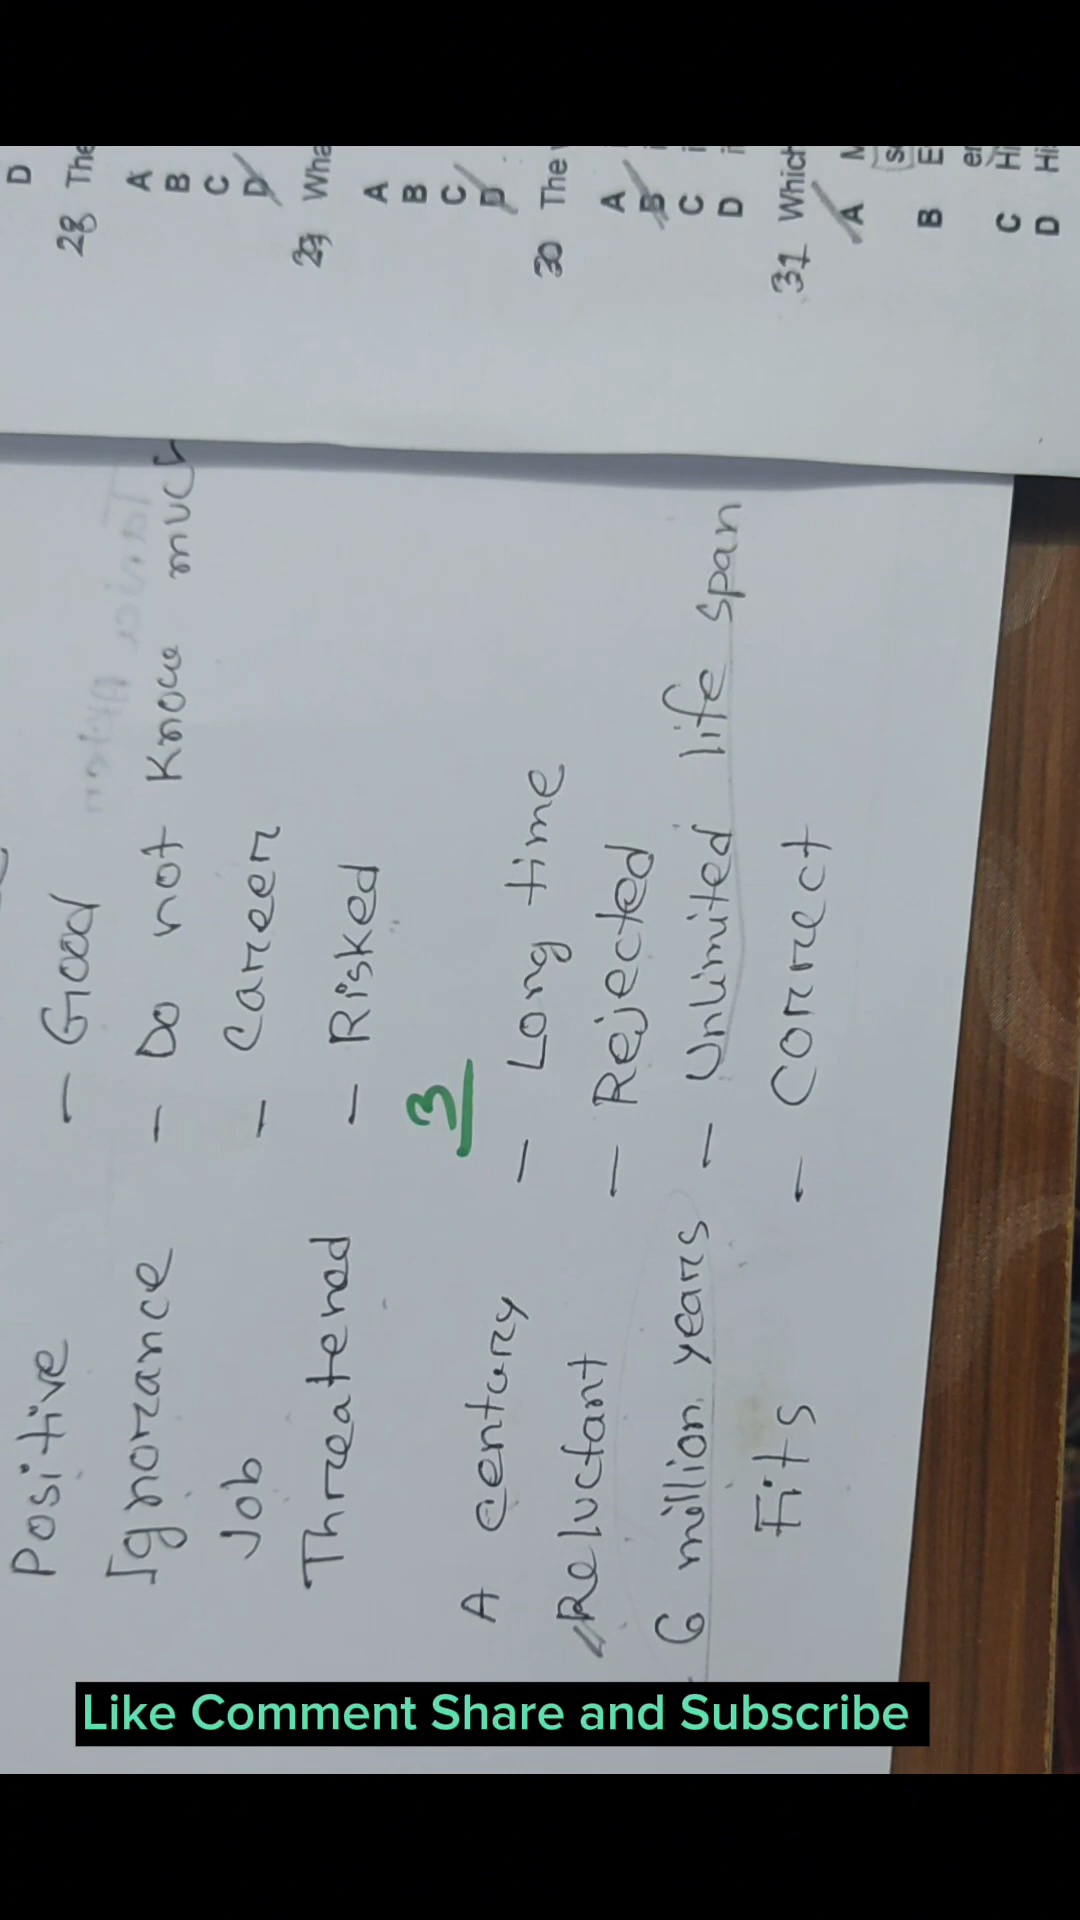 D
28 The
A
B
C
D
29 Wha
A
B
C
D
30 The
A
B
C
D
31 Which
A
B E
C Hi
D Hi
Positive - Good
Ignorance - Do not know much
Job - Career
Threatened - Risked
3
A century - Long time
Reluctant - Rejected
6 million years - Unlimited life span
Fits - Correct
Like Comment Share and Subscribe